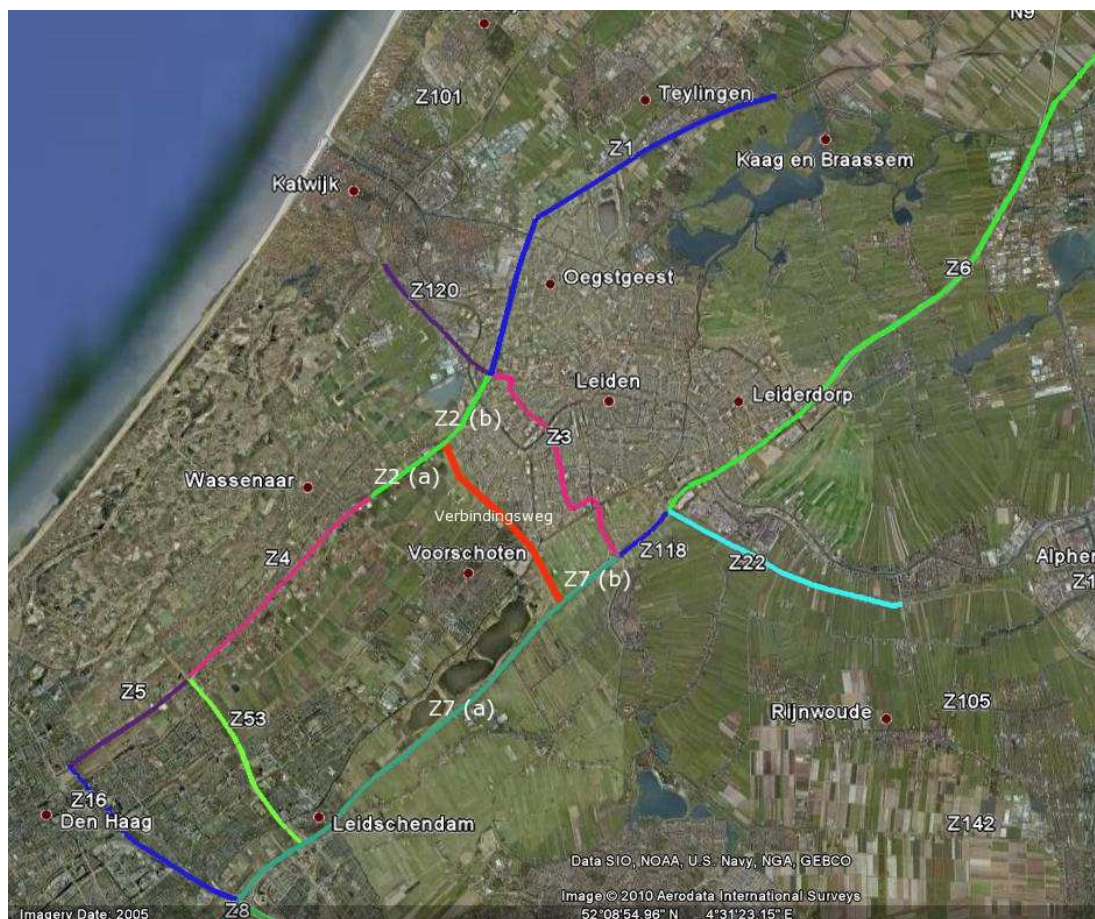 N9
Z101
Teylingen
Z1
Kaag en Braassem
Katwijk
Z6
Z120
Oegstgeest
Leiden
Leiderdorp
Z2 (b)
Z3
Wassenaar
Z2 (a)
Verbindingsweg
Voorschoten
Z118
Z4
Z7 (b)
Z22
Z5
Z53
Z7 (a)
Z105
Rijnwoude
Z16
Den Haag
Leidschendam
Z142
Data SIO, NOAA, U.S. Navy, NGA, GEBCO
Image © 2010 Aerodata International Surveys
Z8
Imagery Date: 2005
52°08'54.96" N 4°31'23.15" E